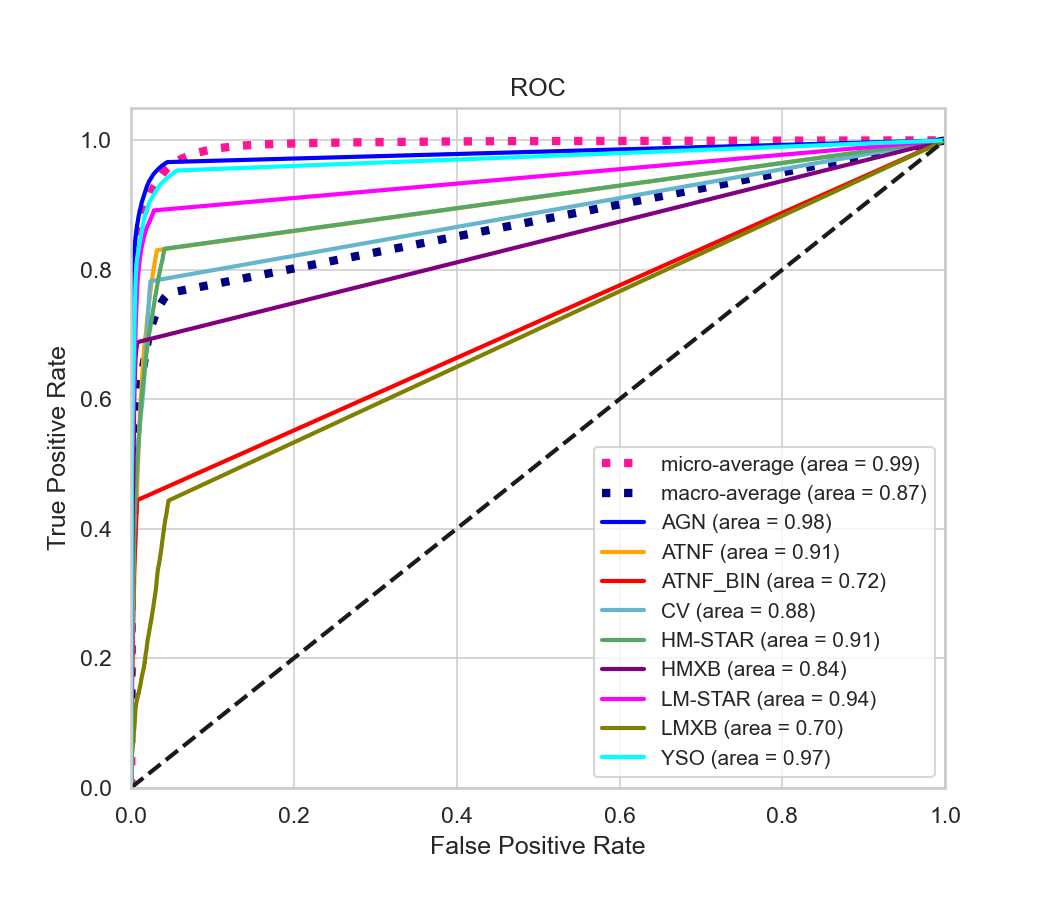 ROC
1.0
0.8
0.6
0.4
0.2
0.0
True Positive Rate
0.0 0.2 0.4 0.6 0.8 1.0
False Positive Rate
micro-average (area = 0.99)
macro-average (area = 0.87)
AGN (area = 0.98)
ATNF (area = 0.91)
ATNF_BIN (area = 0.72)
CV (area = 0.88)
HM-STAR (area = 0.91)
HMXB (area = 0.84)
LM-STAR (area = 0.94)
LMXB (area = 0.70)
YSO (area = 0.97)